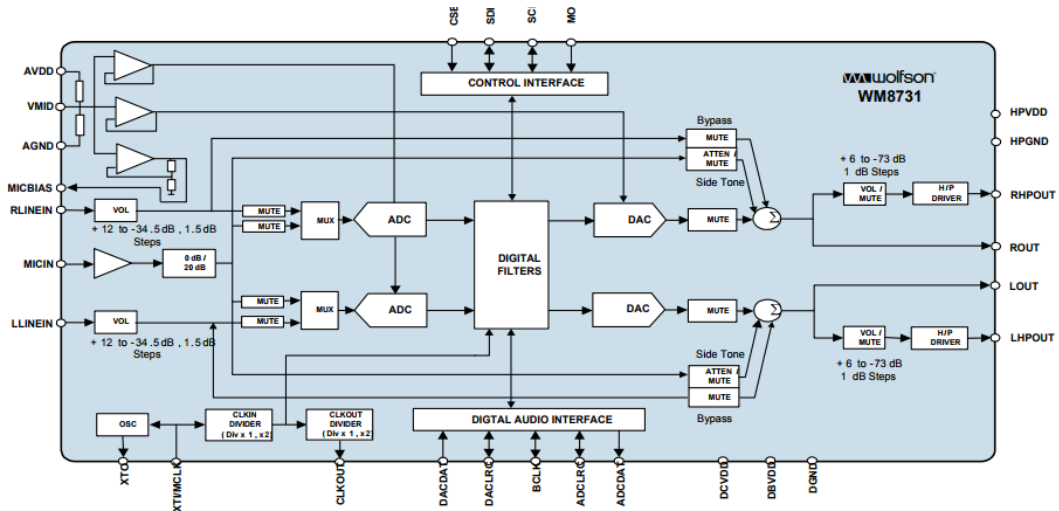 CSB
SDI
SC
MO
AVDD
VMID
AGND
MICBIAS
RLINEIN
MICIN
LLINEIN
CONTROL INTERFACE
wolfson
WM8731
HPVDD
HPGND
RHPOUT
ROUT
LOUT
LHPOUT
Bypass
MUTE
ATTEN /
MUTE
Side Tone
+ 6 to -73 dB
1 dB Steps
VOL /
MUTE
H/P
DRIVER
VOL
+ 12 to -34.5 dB , 1.5 dB
Steps
MUTE
MUTE
MUX
ADC
DIGITAL
FILTERS
DAC
MUTE
Σ
0 dB /
20 dB
VOL
+ 12 to -34.5 dB , 1.5 dB
Steps
MUTE
MUTE
MUX
ADC
DAC
MUTE
Σ
VOL /
MUTE
H/P
DRIVER
+ 6 to -73 dB
1 dB Steps
Side Tone
ATTEN /
MUTE
MUTE
Bypass
OSC
CLKIN
DIVIDER
( Div x 1 , x2 )
CLKOUT
DIVIDER
( Div x 1 , x2 )
DIGTAL AUDIO INTERFACE
XTO
XTI/MCLK
CLKOUT
DACDAT
DACLRC
BCLK
ADCLRC
ADCDAT
DCVDD
DBVDD
DGND